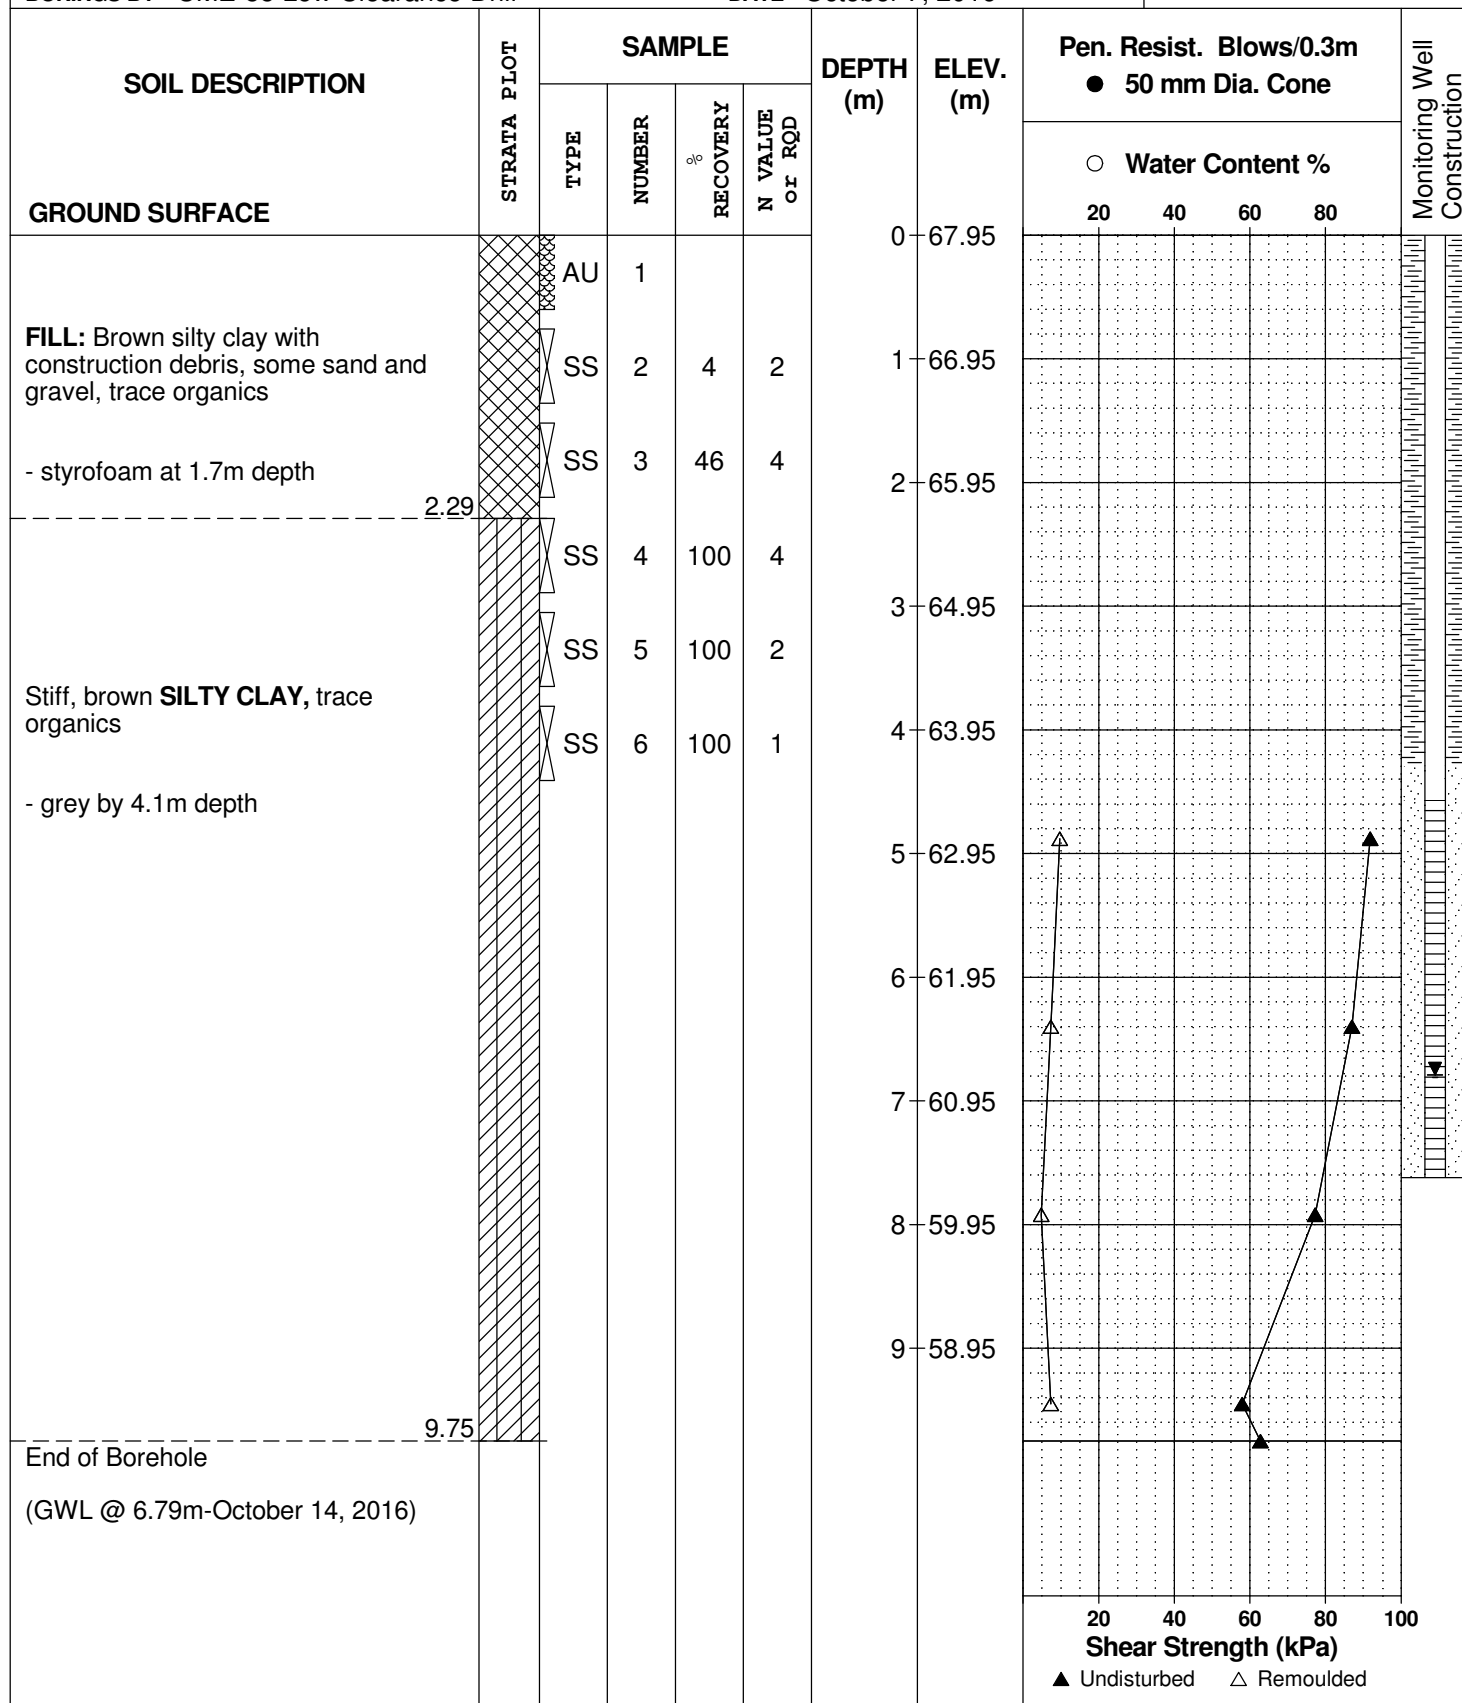 SOIL DESCRIPTION
GROUND SURFACE
STRATA PLOT
SAMPLE
TYPE
NUMBER
%
RECOVERY
N VALUE
or RQD
DEPTH
(m)
ELEV.
(m)
Pen. Resist. Blows/0.3m
● 50 mm Dia. Cone
○ Water Content %
20 40 60 80
Monitoring Well
Construction
0 67.95
AU 1
FILL: Brown silty clay with
construction debris, some sand and
gravel, trace organics
SS 2 4 2
1 66.95
- styrofoam at 1.7m depth
SS 3 46 4
2 65.95
2.29
SS 4 100 4
3 64.95
SS 5 100 2
Stiff, brown SILTY CLAY, trace
organics
SS 6 100 1
4 63.95
- grey by 4.1m depth
5 62.95
6 61.95
7 60.95
8 59.95
9 58.95
9.75
End of Borehole
(GWL @ 6.79m-October 14, 2016)
20 40 60 80 100
Shear Strength (kPa)
▲ Undisturbed △ Remoulded